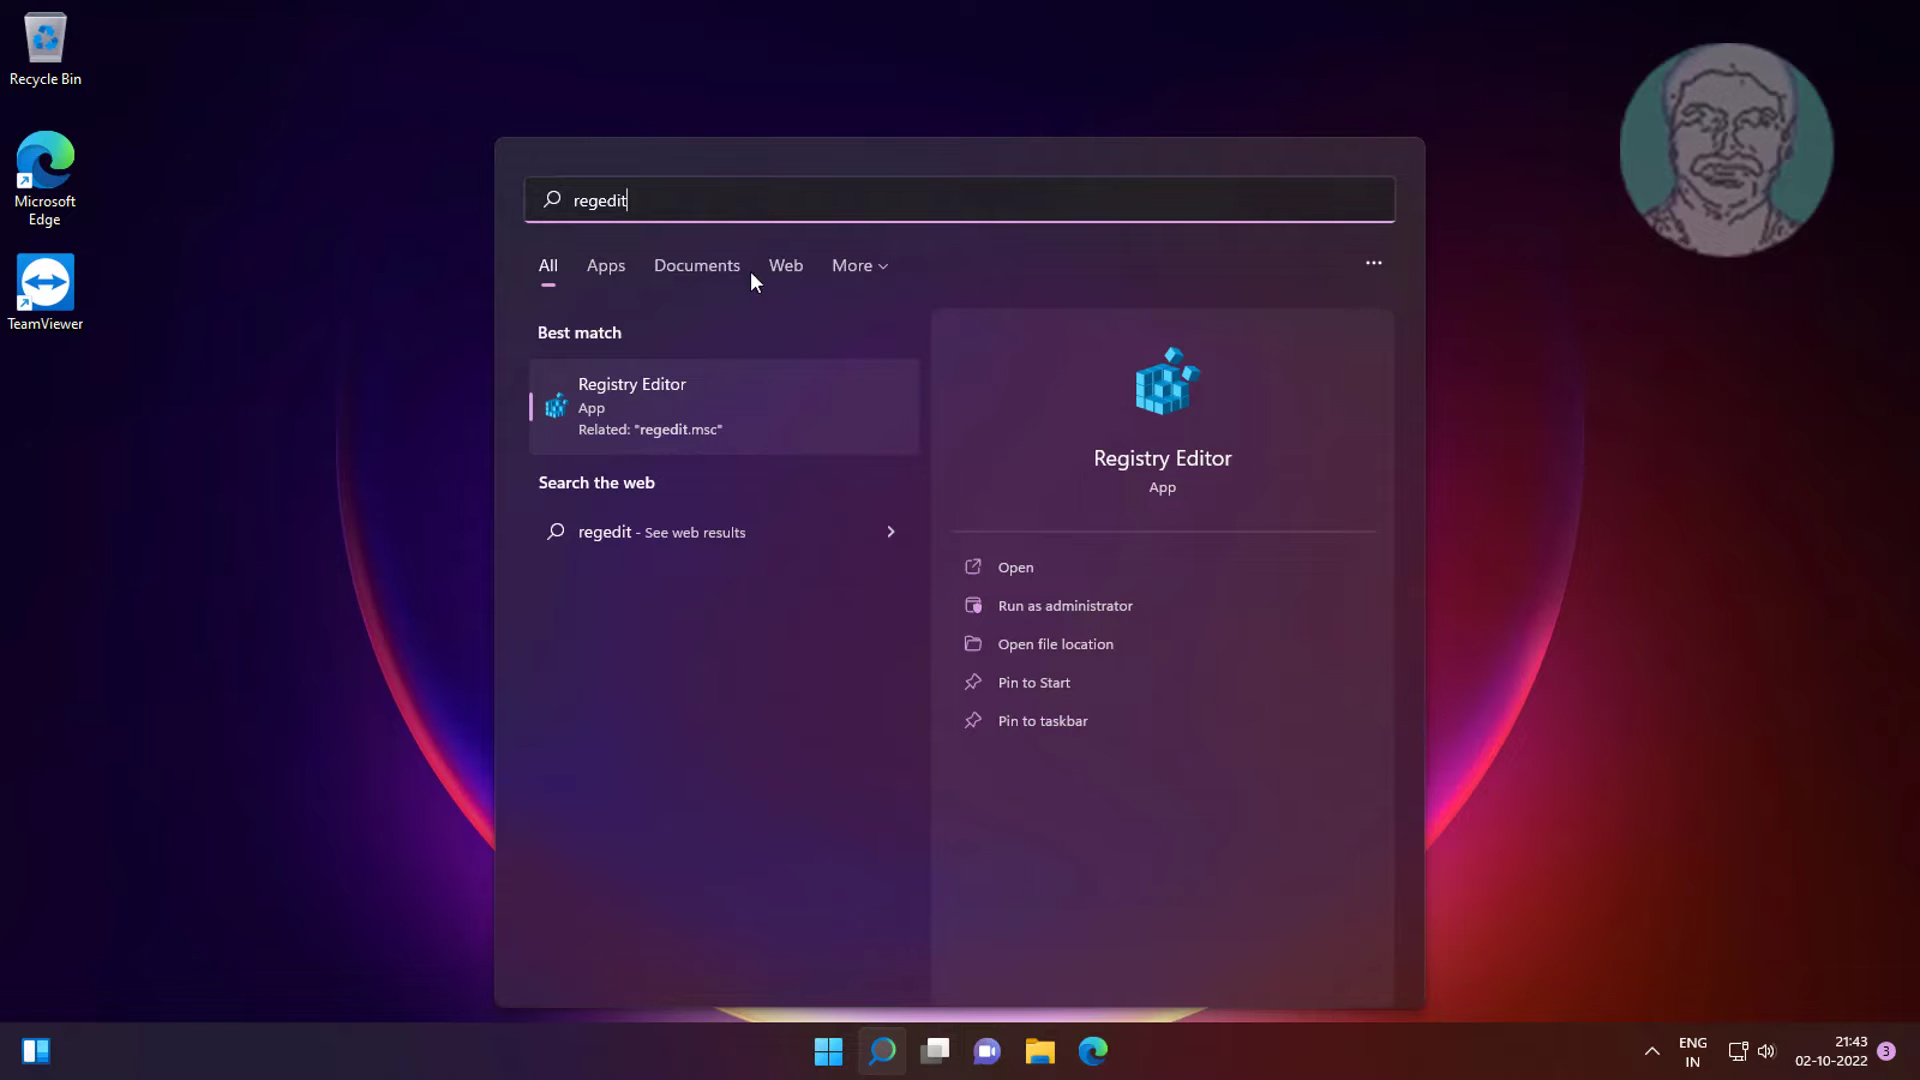 Recycle Bin
Microsoft
Edge
TeamViewer
regedit
All Apps Documents Web More
Best match
Registry Editor
App
Related: "regedit.msc"
Search the web
regedit - See web results
Registry Editor
App
Open
Run as administrator
Open file location
Pin to Start
Pin to taskbar
ENG
IN
21:43
02-10-2022
3